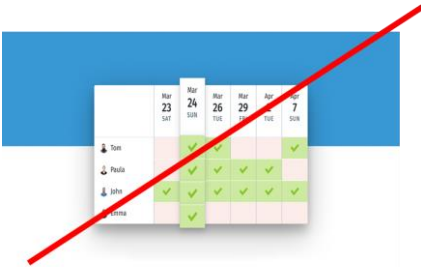 Mar Mar Mar Mar Apr Apr
23 24 26 29 7
SAT SUN TUE TUE SUN
Tom
Paula
John
Emma